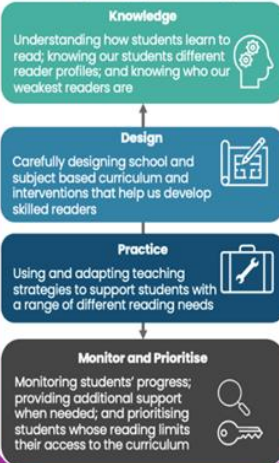 Knowledge
Understanding how students learn to
read; knowing our students different
reader profiles; and knowing who our
weakest readers are
Design
Carefully designing school and
subject based curriculum and
interventions that help us develop
skilled readers
Practice
Using and adapting teaching
strategies to support students with
a range of different reading needs
Monitor and Prioritise
Monitoring students' progress;
providing additional support
when needed; and prioritising
students whose reading limits
their access to the curriculum